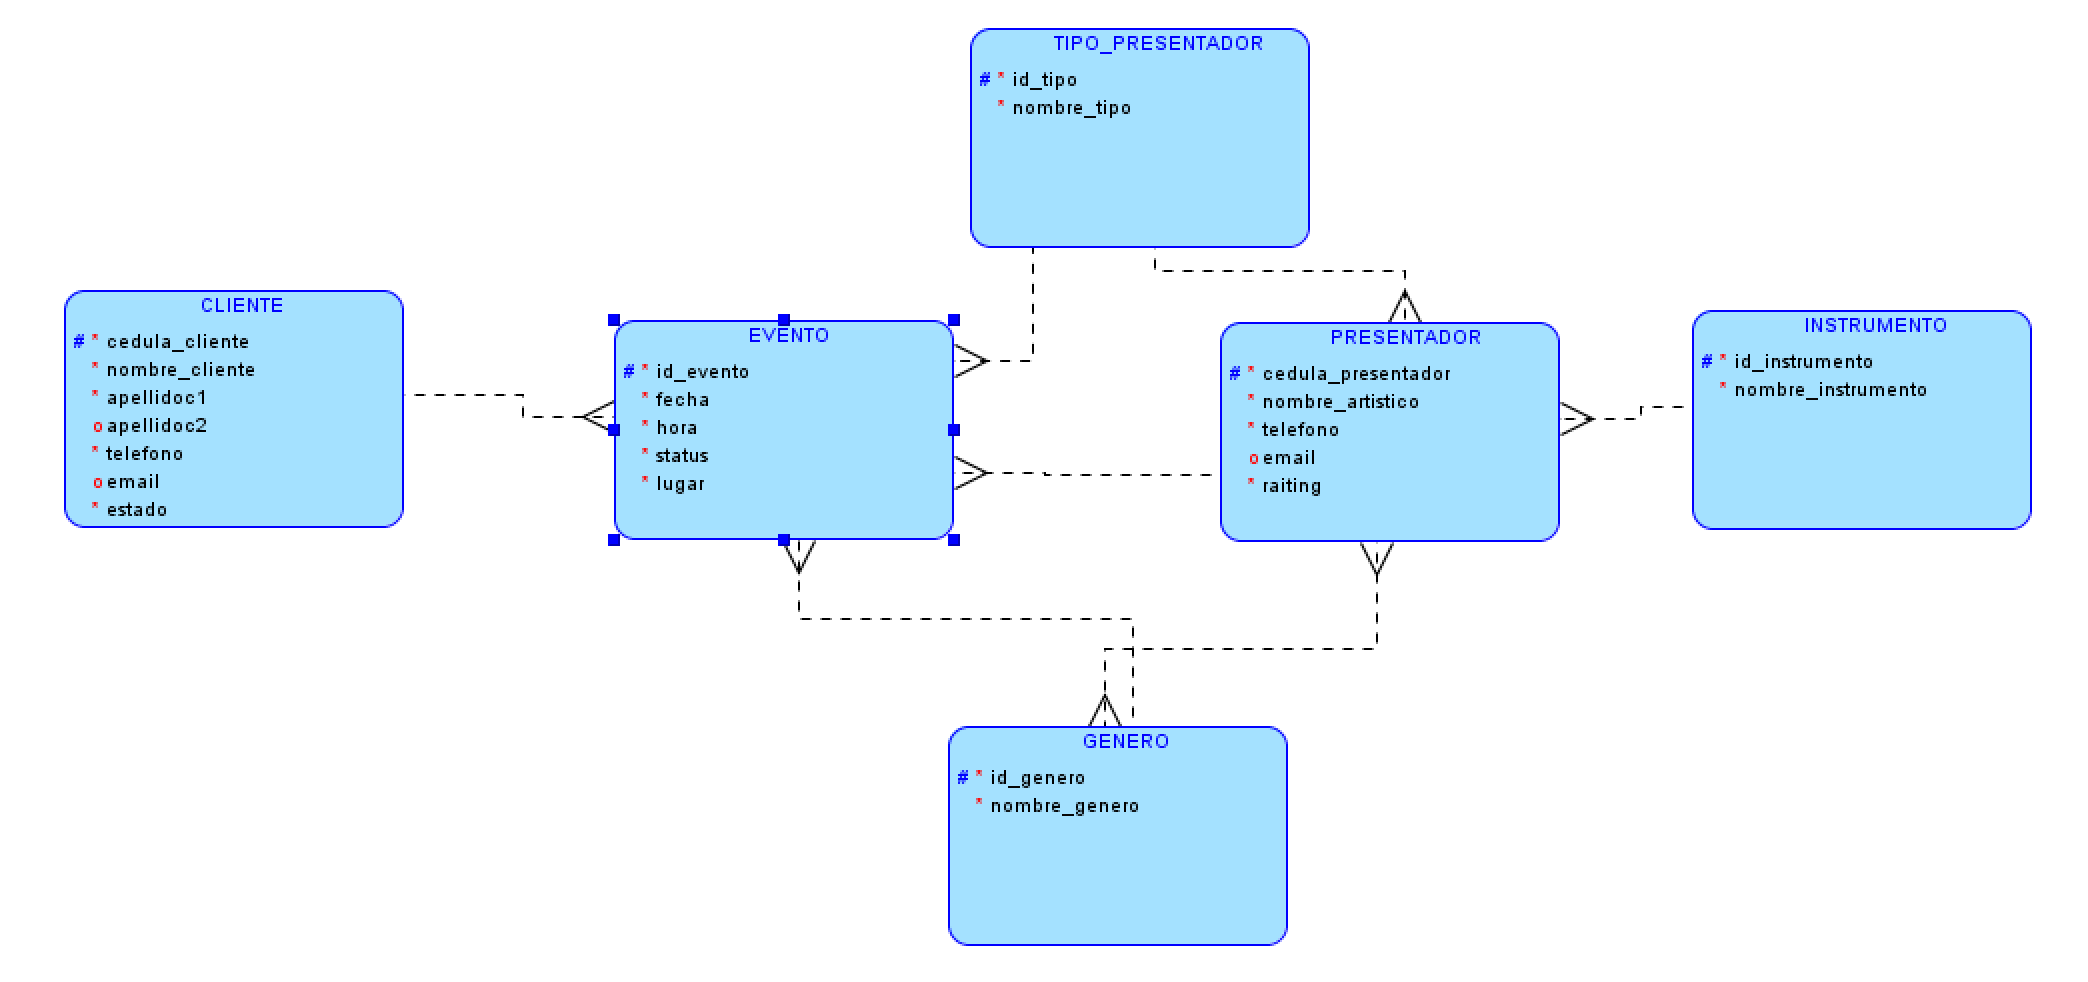 TIPO_PRESENTADOR
# * id_tipo
* nombre_tipo
CLIENTE
# * cedula_cliente
* nombre_cliente
* apellidoc1
o apellidoc2
* telefono
o email
* estado
EVENTO
# * id_evento
* fecha
* hora
* status
* lugar
PRESENTADOR
# * cedula_presentador
* nombre_artistico
* telefono
o email
* raiting
INSTRUMENTO
# * id_instrumento
* nombre_instrumento
GENERO
# * id_genero
* nombre_genero